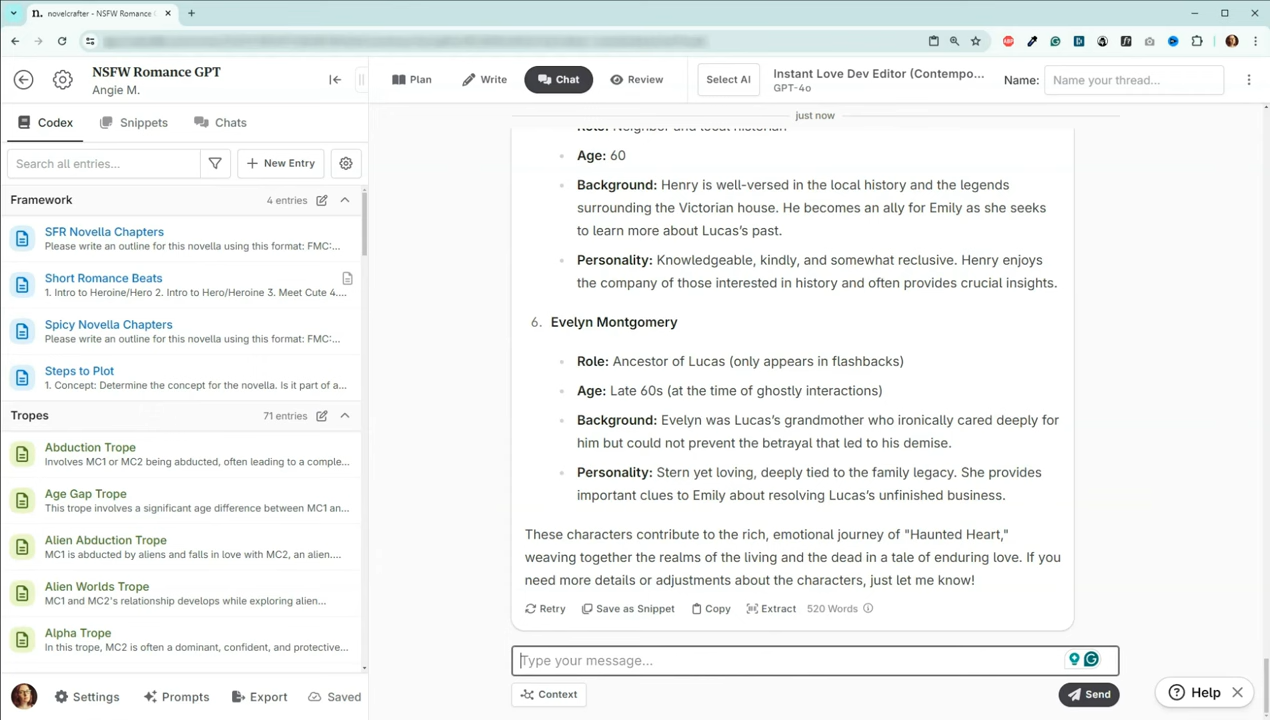 novelcrafter - NSFW Romance G
NSFW Romance GPT
Angie M.
Plan
Write
Chat
Review
Select AI
Instant Love Dev Editor (Contempo...
GPT-4o
Name:
Name your thread...
Codex
Snippets
Chats
just now
Search all entries...
New Entry
Age: 60
Framework
4 entries
Background: Henry is well-versed in the local history and the legends
surrounding the Victorian house. He becomes an ally for Emily as she seeks
to learn more about Lucas's past.
SFR Novella Chapters
Please write an outline for this novella using this format: FMC:...
Personality: Knowledgeable, kindly, and somewhat reclusive. Henry enjoys
the company of those interested in history and often provides crucial insights.
Short Romance Beats
1. Intro to Heroine/Hero 2. Intro to Hero/Heroine 3. Meet Cute 4....
Spicy Novella Chapters
Please write an outline for this novella using this format: FMC:...
6. Evelyn Montgomery
Role: Ancestor of Lucas (only appears in flashbacks)
Steps to Plot
1. Concept: Determine the concept for the novella. Is it part of a...
Age: Late 60s (at the time of ghostly interactions)
Tropes
71 entries
Background: Evelyn was Lucas's grandmother who ironically cared deeply for
him but could not prevent the betrayal that led to his demise.
Abduction Trope
Involves MC1 or MC2 being abducted, often leading to a comple...
Personality: Stern yet loving, deeply tied to the family legacy. She provides
important clues to Emily about resolving Lucas's unfinished business.
Age Gap Trope
This trope involves a significant age difference between MC1 an...
Alien Abduction Trope
MC1 is abducted by aliens and falls in love with MC2, an alien....
These characters contribute to the rich, emotional journey of "Haunted Heart,"
weaving together the realms of the living and the dead in a tale of enduring love. If you
need more details or adjustments about the characters, just let me know!
Alien Worlds Trope
MC1 and MC2's relationship develops while exploring alien...
Retry
Save as Snippet
Copy
Extract
520 Words
Alpha Trope
In this trope, MC2 is often a dominant, confident, and protective...
Type your message...
Settings
Prompts
Export
Saved
Context
Send
Help